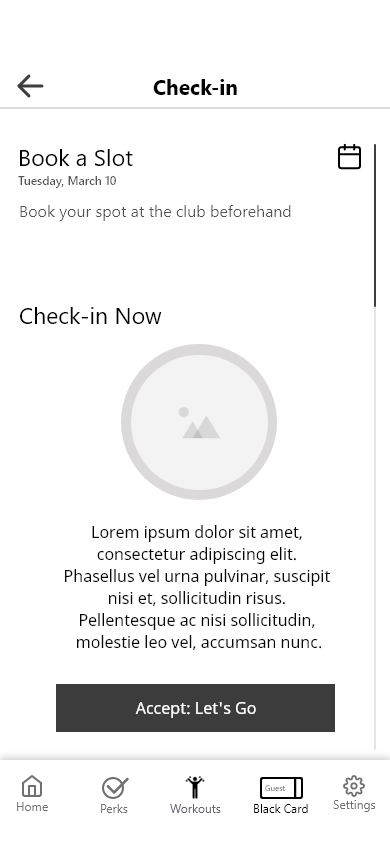 Check-in
Book a Slot
Tuesday, March 10
Book your spot at the club beforehand
Check-in Now
Lorem ipsum dolor sit amet,
consectetur adipiscing elit.
Phasellus vel urna pulvinar, suscipit
nisi et, sollicitudin risus.
Pellentesque ac nisi sollicitudin,
molestie leo vel, accumsan nunc.
Accept: Let's Go
Guest
Home
Perks
Workouts
Black Card
Settings